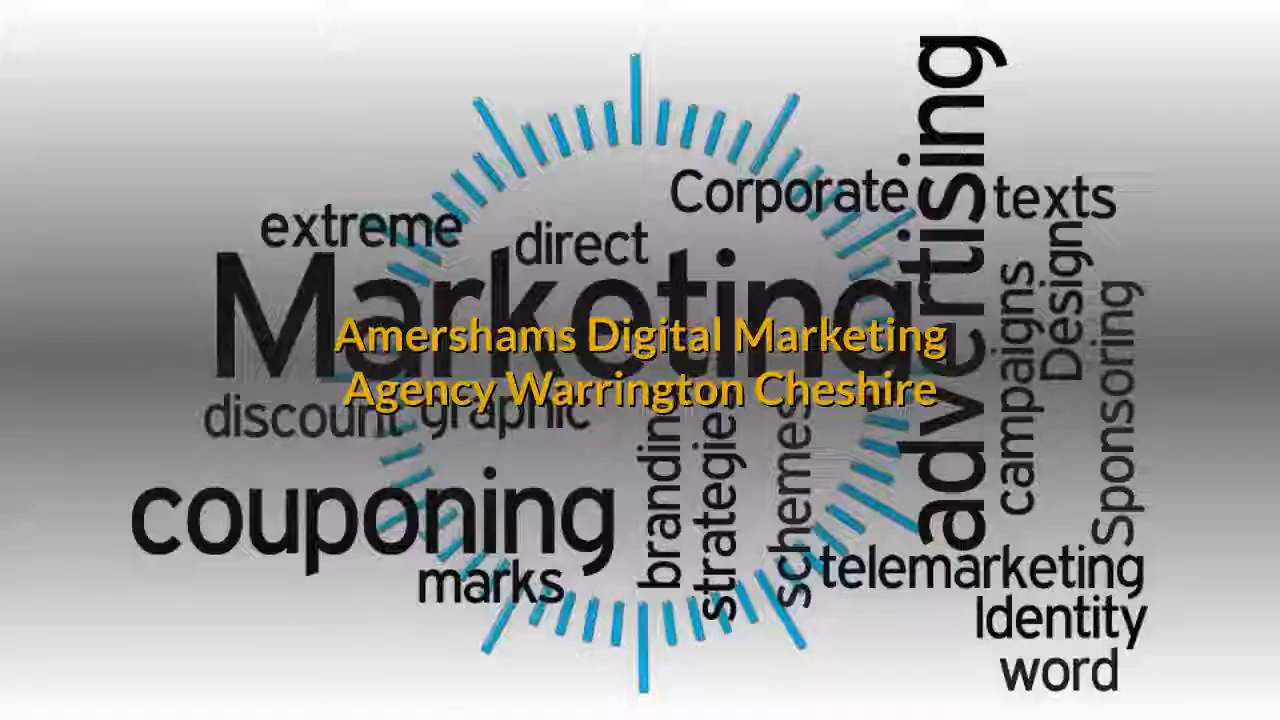 advertising
Corporate
texts
extreme
direct
Design
Marketing
campaigns
Sponsoring
Amershams Digital Marketing
Agency Warrington Cheshire
discount
graphic
branding
strategies
schemes
couponing
marks
telemarketing
Identity
word